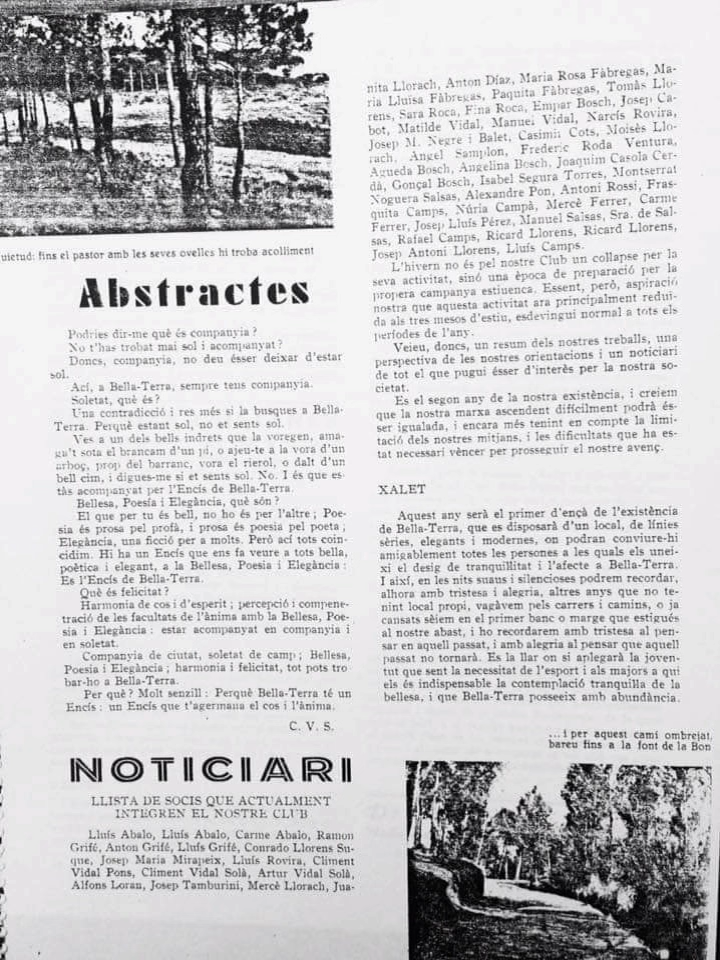 uietud: fins el pastor amb les seves ovelles hi troba acolliment
Abstractes
Podries dir-me què és companyia?
No t'has trobat mai sol i acompanyat?
Doncs, companyia, no deu ésser deixar d'estar
sol.
Ací, a Bella-Terra, sempre tens companyia.
Soletat, què és?
Una contradicció i res més si la busques a Bella-
Terra. Perquè estant sol, no et sents sol.
Ves a un dels bells indrets que la voregen, ama-
ga't sota el brancam d'un pi, o ajeu-te a la vora d'un
arboç, prop del barranc, vora el rierol, o dalt d'un
bell cim, i digues-me si et sents sol. No. I és que es-
tàs acompanyat per l'Encís de Bella-Terra.
Bellesa, Poesía i Elegància, què són?
El que per tu és bell, no ho és per l'altre; Poe-
sia és prosa pel profà, i prosa és poesia pel poeta;
Elegància, una ficció per a molts. Però ací tots coin-
cidim. Hi ha un Encís que ens fa veure a tots bella,
poètica i elegant, a la Bellesa, Poesia i Elegància:
Es l'Encís de Bella-Terra.
Què és felicitat?
Harmonia de cos i d'esperit; percepció i compene-
tració de les facultats de l'ànima amb la Bellesa, Poe-
sia i Elegància: estar acompanyat en companyia i
en soletat.
Companyia de ciutat, soletat de camp; Bellesa,
Poesia i Elegància; harmonia i felicitat, tot pots tro-
bar-ho a Bella-Terra.
Per què? Molt senzill: Perquè Bella-Terra té un
Encís: un Encís que t'agermana el cos i l'ànima.
C. V. S.
NOTICIARI
LLISTA DE SOCIS QUE ACTUALMENT
INTEGREN EL NOSTRE CLUB
Lluís Abalo, Lluís Abalo, Carme Abalo, Ramon
Grifé, Anton Grifé, Lluís Grifé, Conrado Llorens Su-
que, Josep Maria Mirapeix, Lluís Rovira, Climent
Vidal Pons, Climent Vidal Solà, Artur Vidal Solà,
Alfons Loran, Josep Tamburini, Mercè Llorach, Jua-
nita Llorach, Anton Díaz, Maria Rosa Fàbregas, Ma-
ria Lluisa Fàbregas, Paquita Fàbregas, Tomàs Llo-
rens, Sara Roca, Fina Roca, Empar Bosch, Josep Ca-
bot, Matilde Vidal, Manuel Vidal, Narcís Rovira,
Josep M. Negre i Balet, Casimir Cots, Moisès Llo-
rach, Angel Samplon, Frederic Roda Ventura,
Agueda Bosch, Angelina Bosch, Joaquim Casola Cer-
dà, Gonçal Bosch, Isabel Segura Torres, Montserrat
Noguera Salsas, Alexandre Pon, Antoni Rossi, Fras-
quita Camps, Núria Campà, Mercè Ferrer, Carme
Ferrer, Josep Lluís Pérez, Manuel Salsas, Sra. de Sal-
sas, Rafael Camps, Ricard Llorens, Ricard Llorens,
Josep Antoni Llorens, Lluís Camps.
L'hivern no és pel nostre Club un collapse per la
seva activitat, sinó una època de preparació per la
propera campanya estiuenca. Essent, però, aspiració
nostra que aquesta activitat ara principalment reduï-
da als tres mesos d'estiu, esdevingui normal a tots els
períodes de l'any.
Veieu, doncs, un resum dels nostres treballs, una
perspectiva de les nostres orientacions i un noticiari
de tot el que pugui ésser d'interès per la nostra so-
cietat.
Es el segon any de la nostra existència, i creiem
que la nostra marxa ascendent difícilment podrà és-
ser igualada, i encara més tenint en compte la limi-
tació dels nostres mitjans, i les dificultats que ha es-
tat necessari vèncer per prosseguir el nostre avenç.
XALET
Aquest any serà el primer d'ençà de l'existència
de Bella-Terra, que es disposarà d'un local, de línies
sèries, elegants i modernes, on podran conviure-hi
amigablement totes les persones a les quals els unei-
xi el desig de tranquilitat i l'afecte a Bella-Terra.
I així, en les nits suaus i silencioses podrem recordar,
alhora amb tristesa i alegria, altres anys que no te-
nint local propi, vagàvem pels carrers i camins, o ja
cansats sèiem en el primer banc o marge que estigués
al nostre abast, i ho recordarem amb tristesa al pen-
sar en aquell passat, i amb alegria al pensar que aquell
passat no tornarà. Es la llar on si aplegarà la joven-
tut que sent la necessitat de l'esport i als majors a qui
els és indispensable la contemplació tranquilla de la
bellesa, i que Bella-Terra posseeix amb abundància.
...i per aquest camí ombrejat,
bareu fins a la font de la Bon